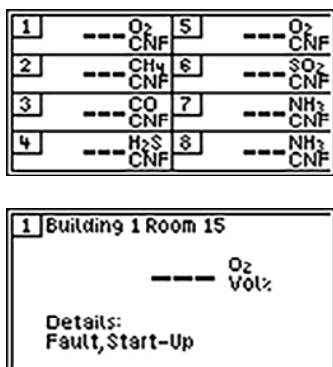 1 --- O₂ CNF 5 --- O₂ CNF
2 --- CH₄ CNF 6 --- SO₂ CNF
3 --- CO CNF 7 --- NH₃ CNF
4 --- H₂S CNF 8 --- NH₃ CNF
1 Building 1 Room 15
--- O₂ Vol%
Details:
Fault, Start-Up